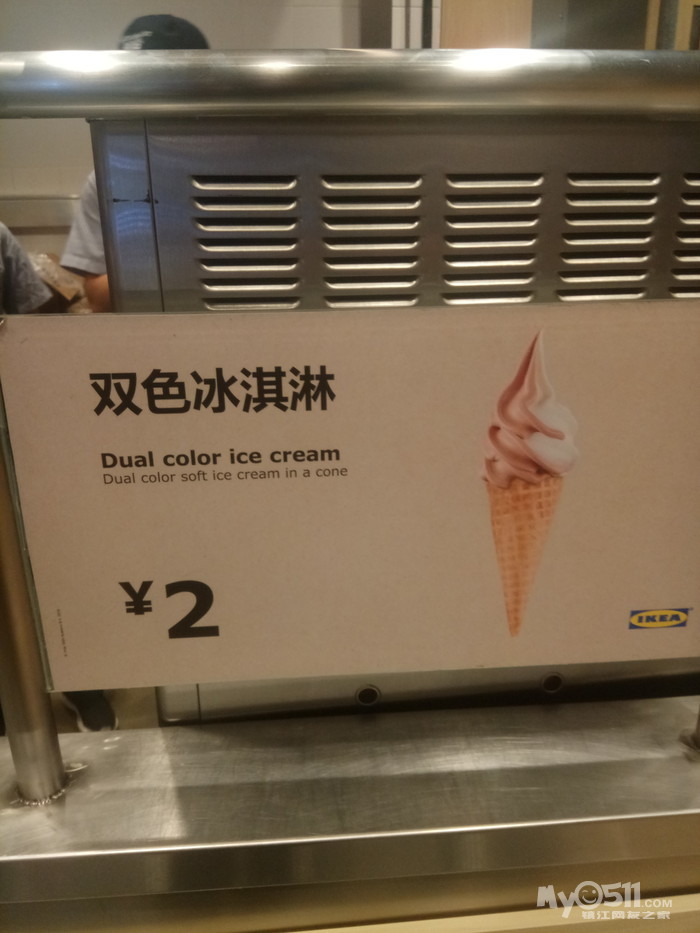 双色冰淇淋
Dual color ice cream
Dual color soft ice cream in a cone
¥2
IKEA
MY0511.COM
镇江网友之家